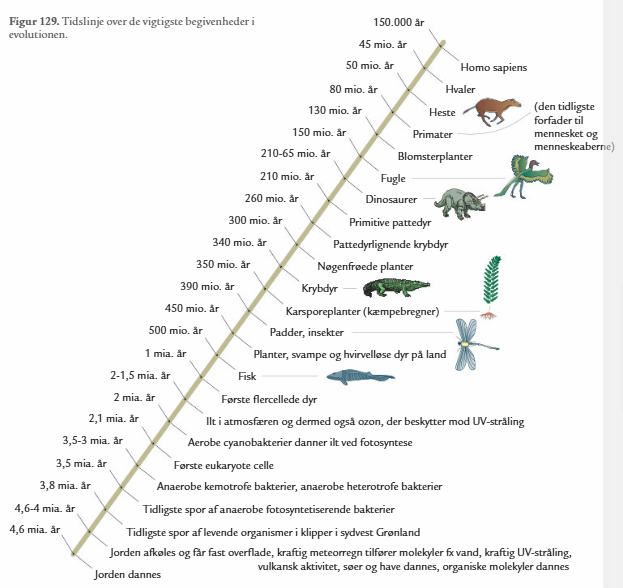 Figur 129. Tidslinje over de vigtigste begivenheder i
evolutionen.
150.000 år
Homo sapiens
45 mio. år
Hvaler
50 mio. år
Heste
80 mio. år
Primater
(den tidligste
forfader til
mennesket og
menneskeaberne)
130 mio. år
Blomsterplanter
150 mio. år
Fugle
210-65 mio. år
Dinosaurer
210 mio. år
Primitive pattedyr
260 mio. år
Pattedyrlignende krybdyr
300 mio. år
Nøgenfrøede planter
340 mio. år
Krybdyr
350 mio. år
Karsporeplanter (kæmpebregner)
390 mio. år
Padder, insekter
450 mio. år
Planter, svampe og hvirvelløse dyr på land
500 mio. år
Fisk
1 mia. år
Første flercellede dyr
2-1,5 mia. år
Ilt i atmosfæren og dermed også ozon, der beskytter mod UV-stråling
2 mia. år
Aerobe cyanobakterier danner ilt ved fotosyntese
2,1 mia. år
Første eukaryote celle
3,5-3 mia. år
Anaerobe kemotrofe bakterier, anaerobe heterotrofe bakterier
3,5 mia. år
Tidligste spor af anaerobe fotosyntetiserende bakterier
3,8 mia. år
Tidligste spor af levende organismer i klipper i sydvest Grønland
4,6-4 mia. år
Jorden afkøles og får fast overflade, kraftig meteorregn tilfører molekyler fx vand, kraftig UV-stråling,
vulkansk aktivitet, søer og have dannes, organiske molekyler dannes
4,6 mia. år
Jorden dannes